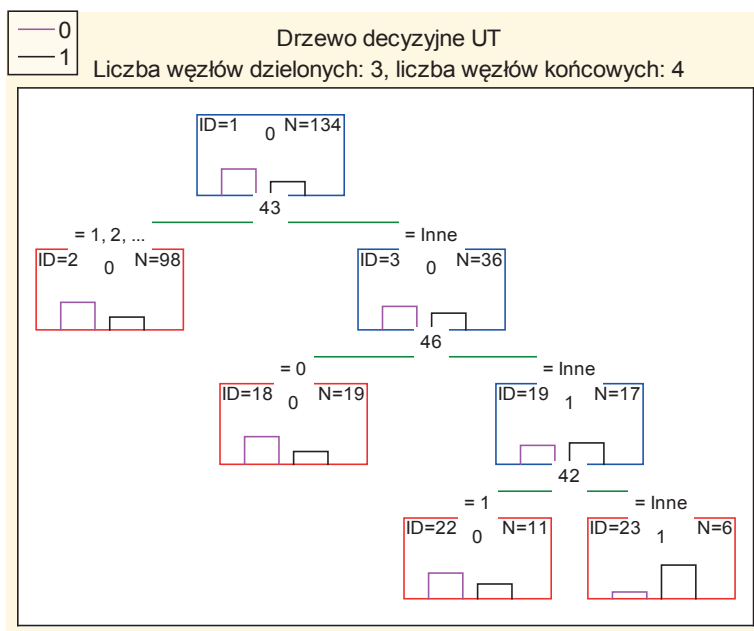 0
1
Drzewo decyzyjne UT
Liczba węzłów dzielonych: 3, liczba węzłów końcowych: 4
ID=1 0 N=134
43
= 1, 2, ... = Inne
ID=2 0 N=98 ID=3 0 N=36
46
= 0 = Inne
ID=18 0 N=19 ID=19 1 N=17
42
= 1 = Inne
ID=22 0 N=11 ID=23 1 N=6